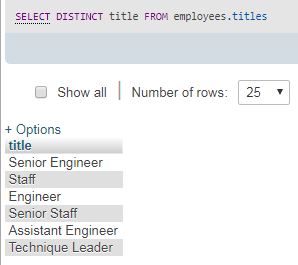 SELECT DISTINCT title FROM employees.titles
Show all | Number of rows: 25
+ Options
title
Senior Engineer
Staff
Engineer
Senior Staff
Assistant Engineer
Technique Leader